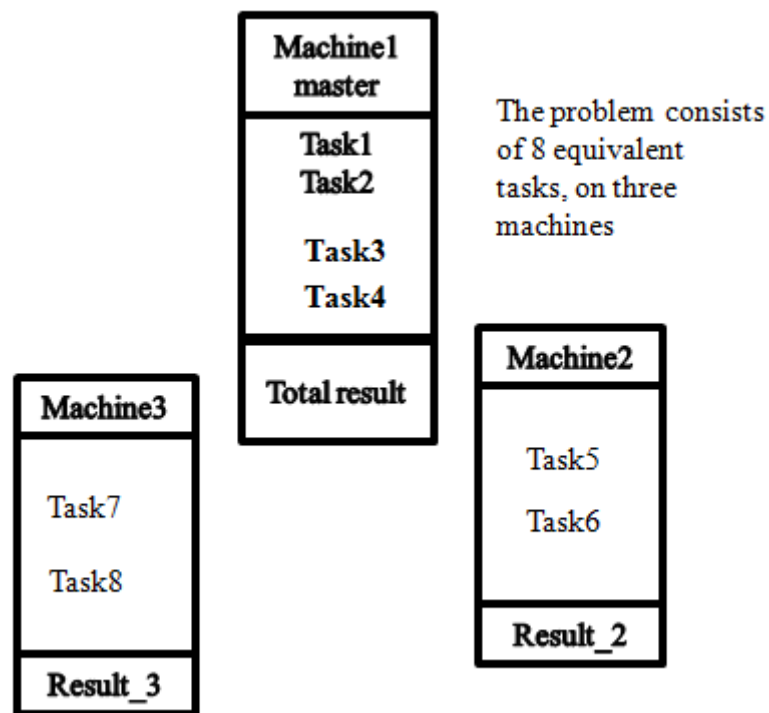 Machine1
master
Task1
Task2
Task3
Task4
Total result
The problem consists
of 8 equivalent
tasks, on three
machines
Machine2
Task5
Task6
Result_2
Machine3
Task7
Task8
Result_3